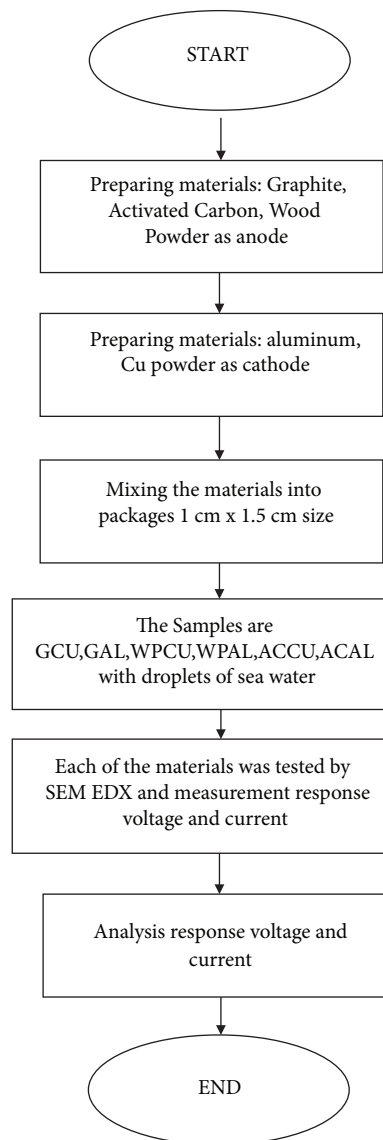 START
Preparing materials: Graphite,
Activated Carbon, Wood
Powder as anode
Preparing materials: aluminum,
Cu powder as cathode
Mixing the materials into
packages 1 cm x 1.5 cm size
The Samples are
GCU,GAL,WPCU,WPAL,ACCU,ACAL
with droplets of sea water
Each of the materials was tested by
SEM EDX and measurement response
voltage and current
Analysis response voltage and
current
END